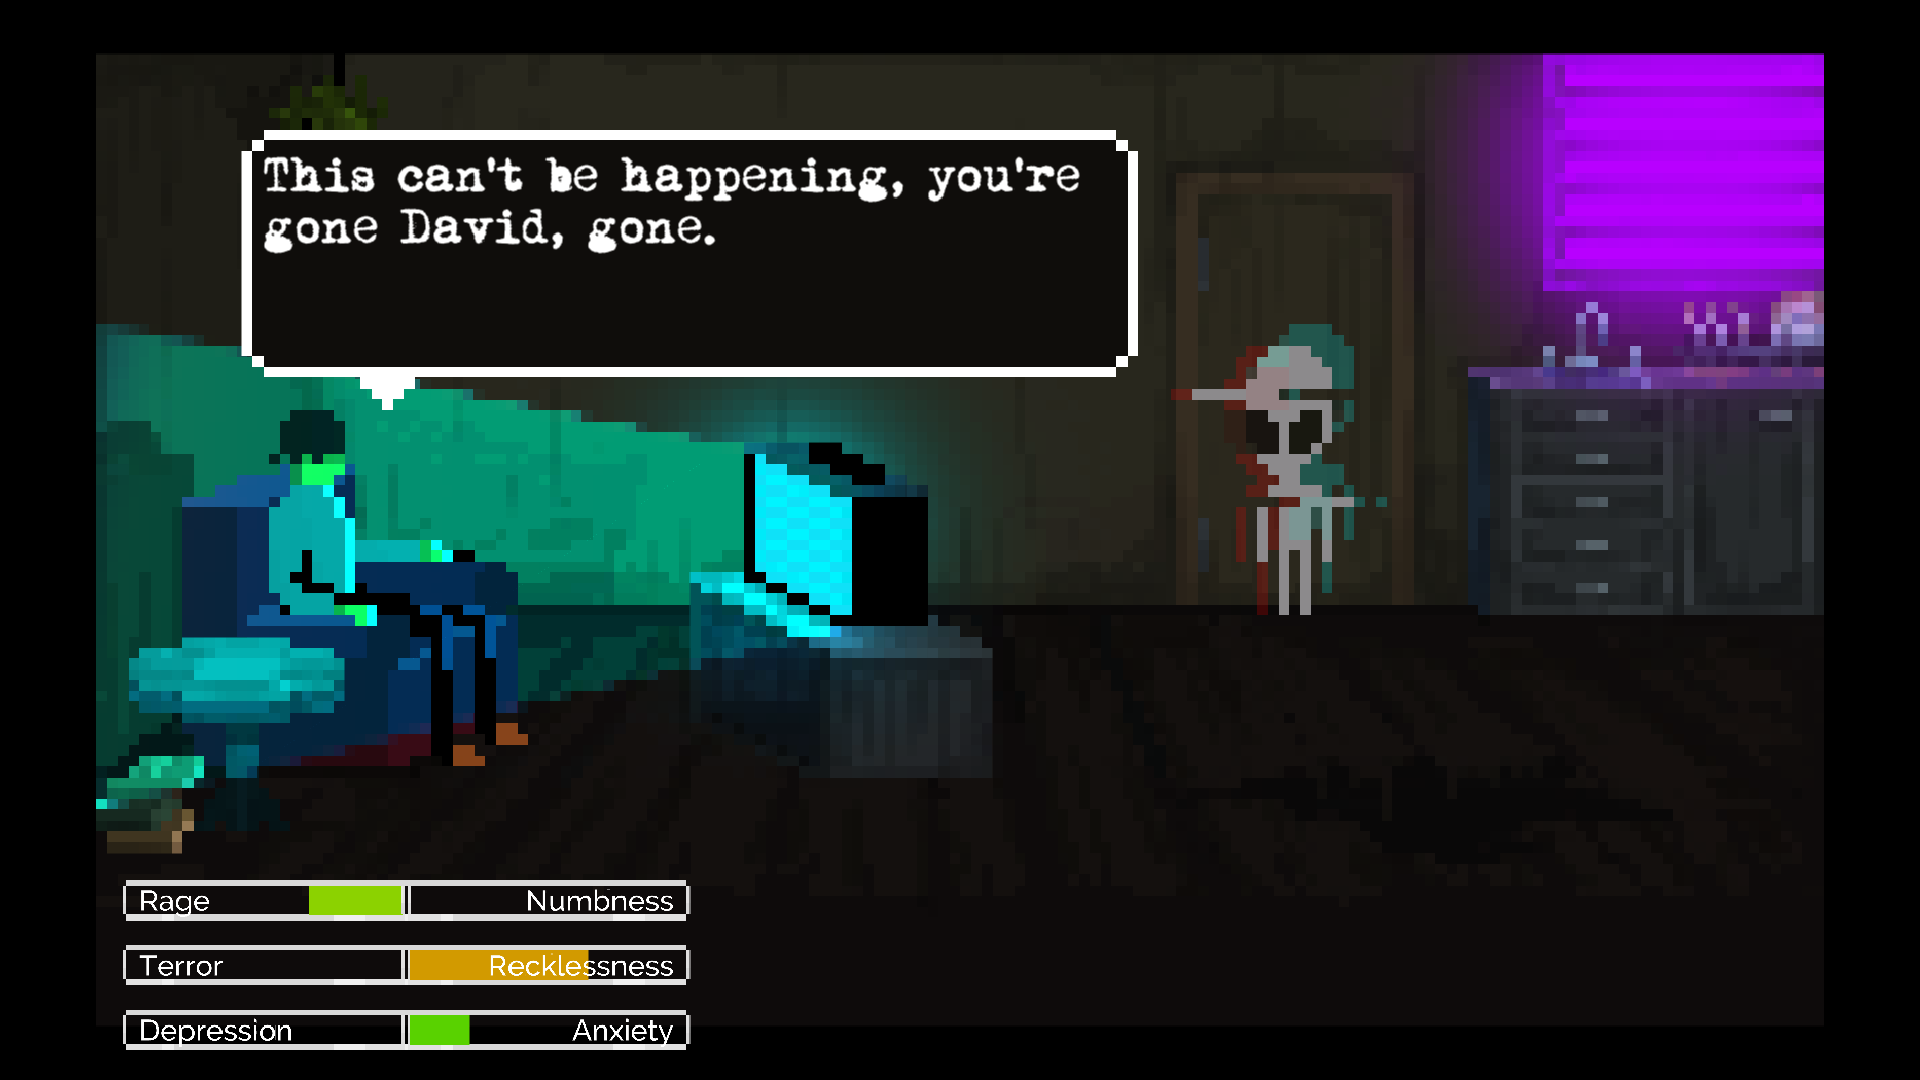 This can't be happening, you're
gone David, gone.
Rage Numbness
Terror Recklessness
Depression Anxiety